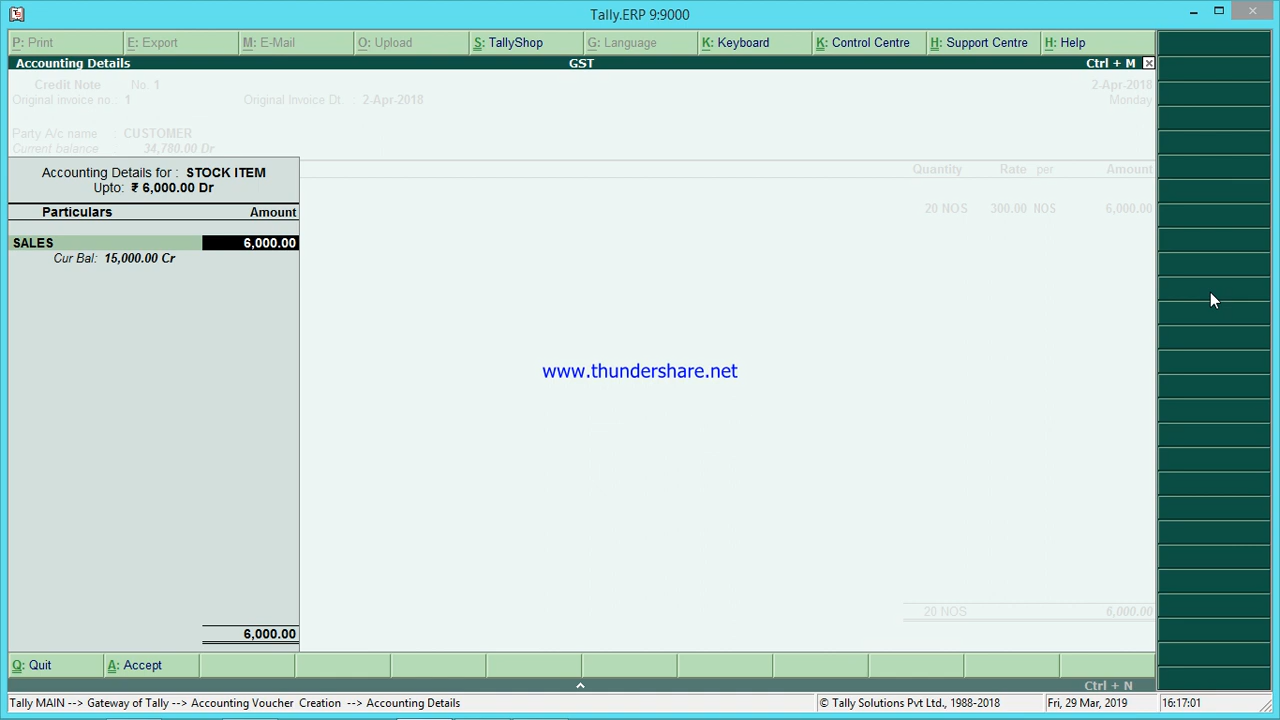 Tally.ERP 9:9000
P: Print E: Export M: E-Mail O: Upload S: TallyShop G: Language K: Keyboard K: Control Centre H: Support Centre H: Help
Accounting Details GST Ctrl + M
Credit Note No. 1 2-Apr-2018
Original invoice no.: 1 Original Invoice Dt. : 2-Apr-2018 Monday
Party A/c name : CUSTOMER
Current balance : 34,780.00 Dr
Accounting Details for : STOCK ITEM
Upto: ₹ 6,000.00 Dr
Quantity Rate per Amount
Particulars Amount
20 NOS 300.00 NOS 6,000.00
SALES 6,000.00
Cur Bal: 15,000.00 Cr
www.thundershare.net
20 NOS 6,000.00
6,000.00
Q: Quit A: Accept
Ctrl + N
Tally MAIN --> Gateway of Tally --> Accounting Voucher Creation --> Accounting Details © Tally Solutions Pvt Ltd., 1988-2018 Fri, 29 Mar, 2019 16:17:01